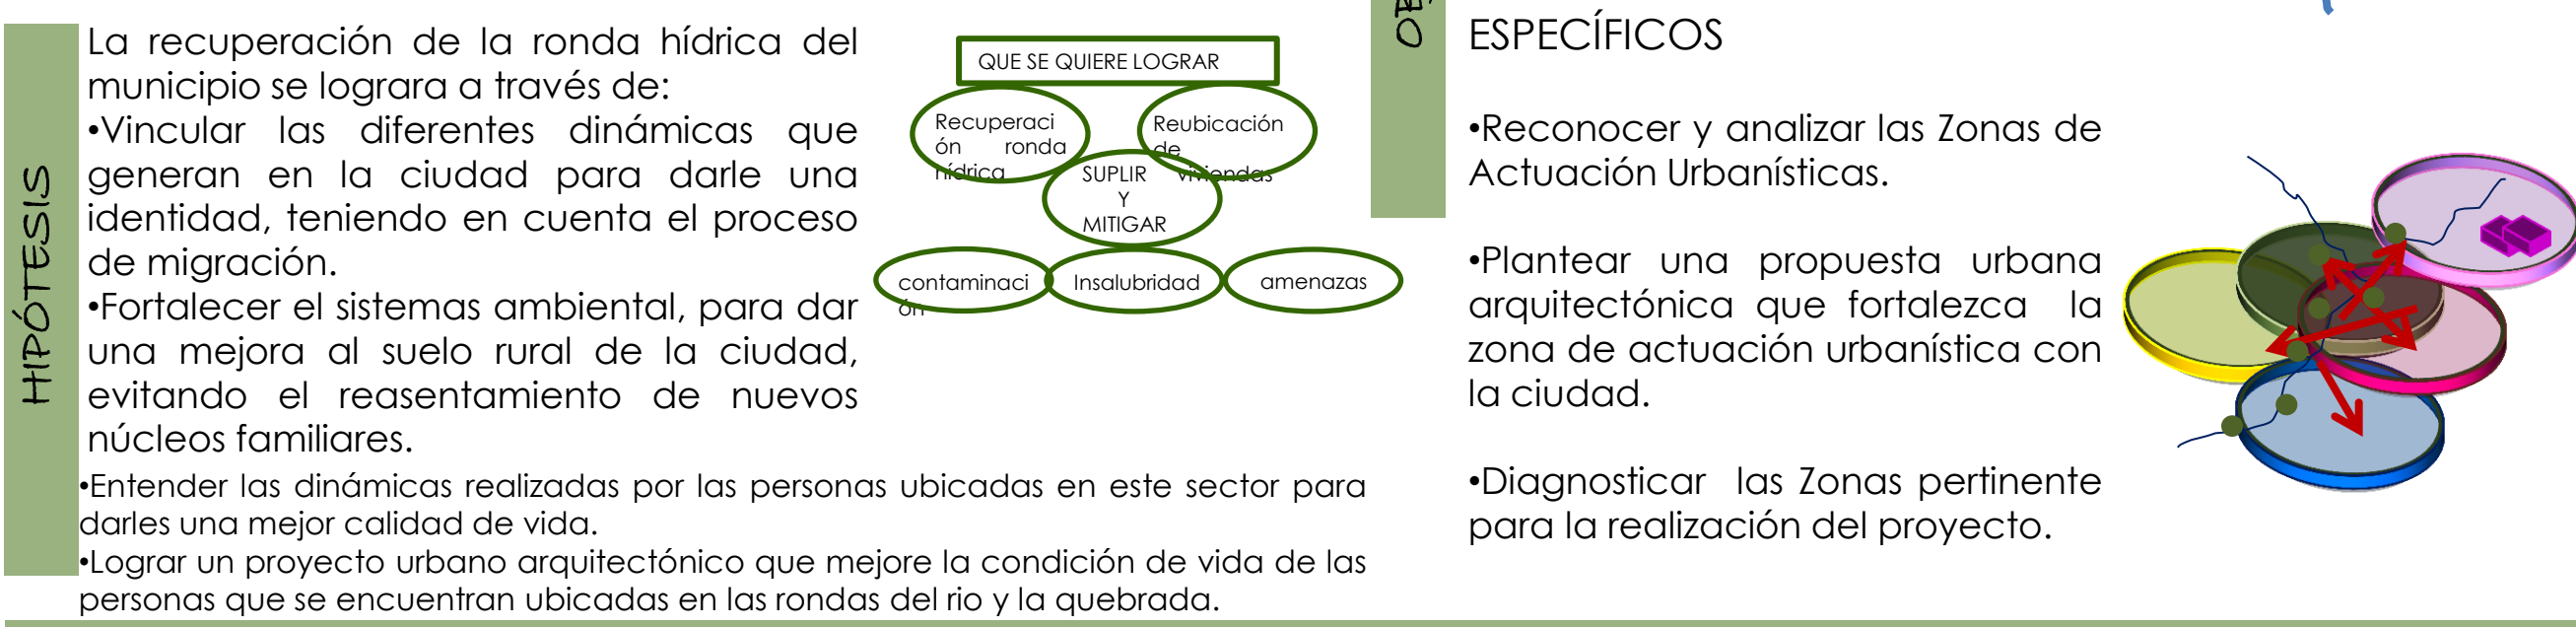 HIPÓTESIS
La recuperación de la ronda hídrica del
municipio se lograra a través de:
•Vincular las diferentes dinámicas que
generan en la ciudad para darle una
identidad, teniendo en cuenta el proceso
de migración.
•Fortalecer el sistemas ambiental, para dar
una mejora al suelo rural de la ciudad,
evitando el reasentamiento de nuevos
núcleos familiares.
•Entender las dinámicas realizadas por las personas ubicadas en este sector para
darles una mejor calidad de vida.
•Lograr un proyecto urbano arquitectónico que mejore la condición de vida de las
personas que se encuentran ubicadas en las rondas del rio y la quebrada.
QUE SE QUIERE LOGRAR
Recuperaci
ón ronda
hídrica
Reubicación
de
viviendas
SUPLIR
Y
MITIGAR
contaminaci
ón
Insalubridad
amenazas
ESPECÍFICOS
•Reconocer y analizar las Zonas de
Actuación Urbanísticas.
•Plantear una propuesta urbana
arquitectónica que fortalezca la
zona de actuación urbanística con
la ciudad.
•Diagnosticar las Zonas pertinente
para la realización del proyecto.